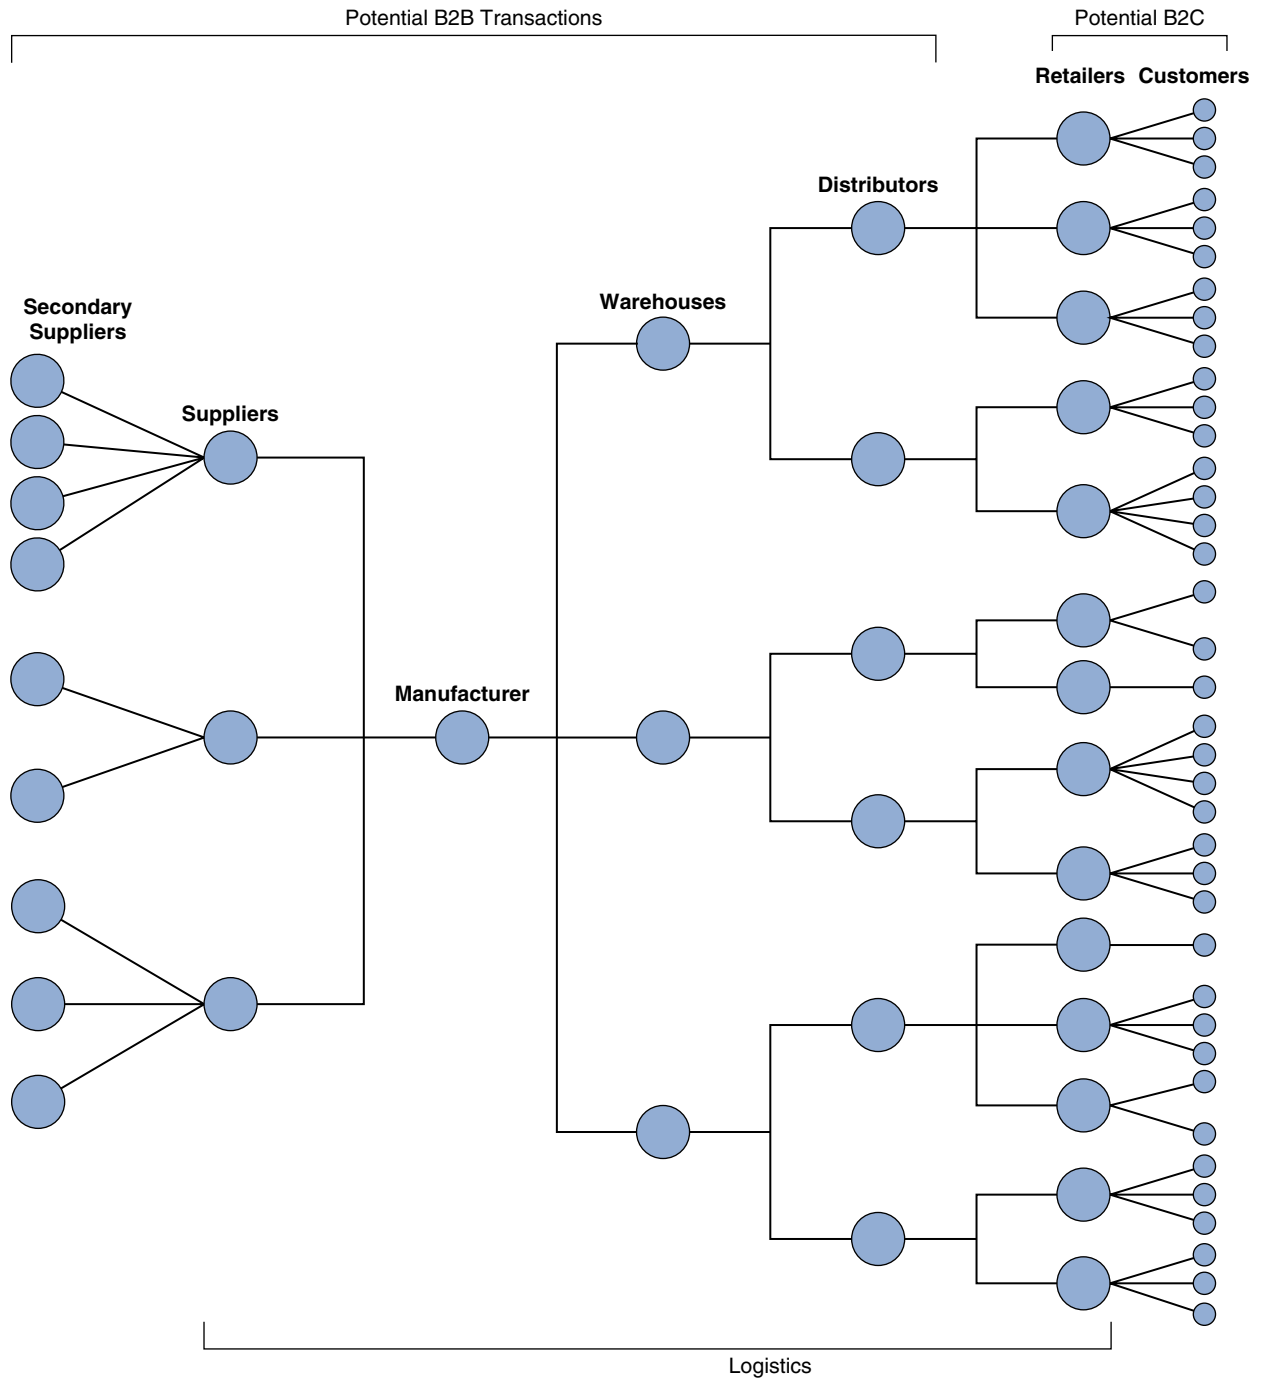 Potential B2B Transactions
Potential B2C
Retailers
Customers
Distributors
Warehouses
Secondary
Suppliers
Suppliers
Manufacturer
Logistics